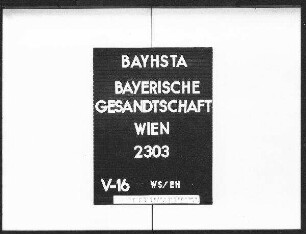 BAYHSTA
BAYERISCHE
GESANDTSCHAFT
WIEN
2303
V-16 WS/EH